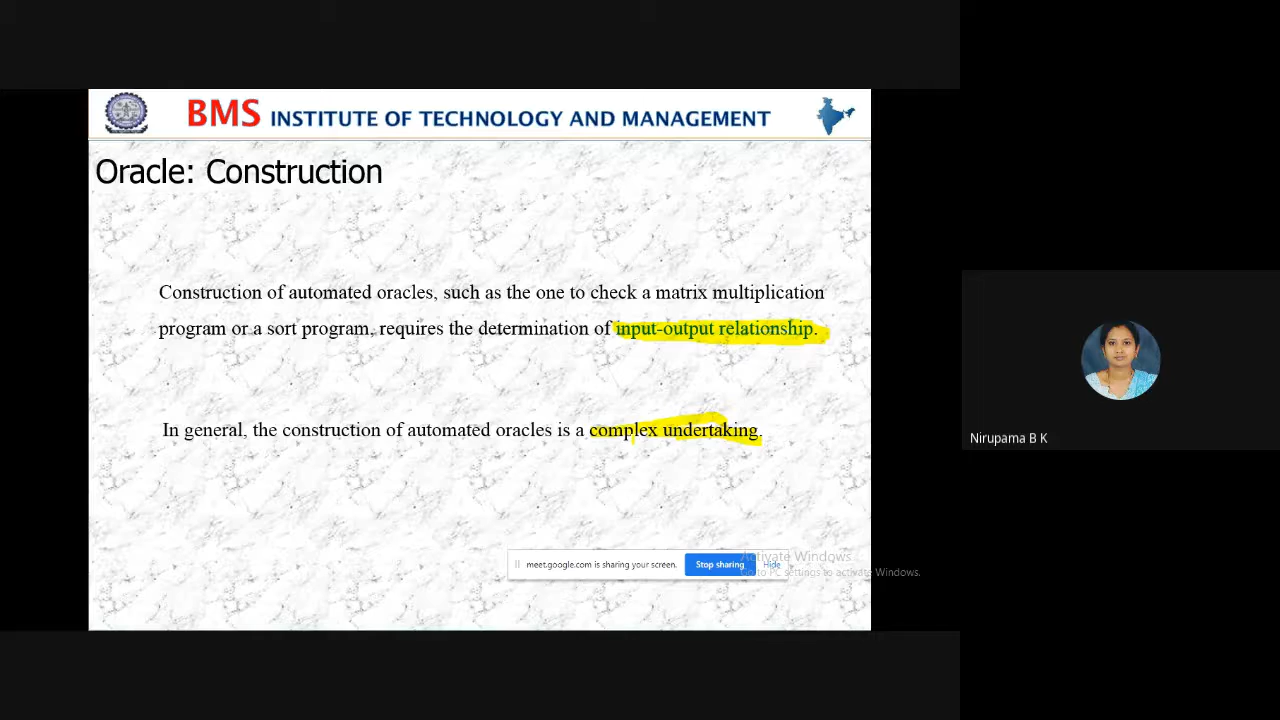 BMS INSTITUTE OF TECHNOLOGY AND MANAGEMENT
Oracle: Construction
Construction of automated oracles, such as the one to check a matrix multiplication
program or a sort program, requires the determination of input-output relationship.
In general, the construction of automated oracles is a complex undertaking.
Nirupama B K
Activate Windows
meet.google.com is sharing your screen. Stop sharing Hide
Go to PC settings to activate Windows.